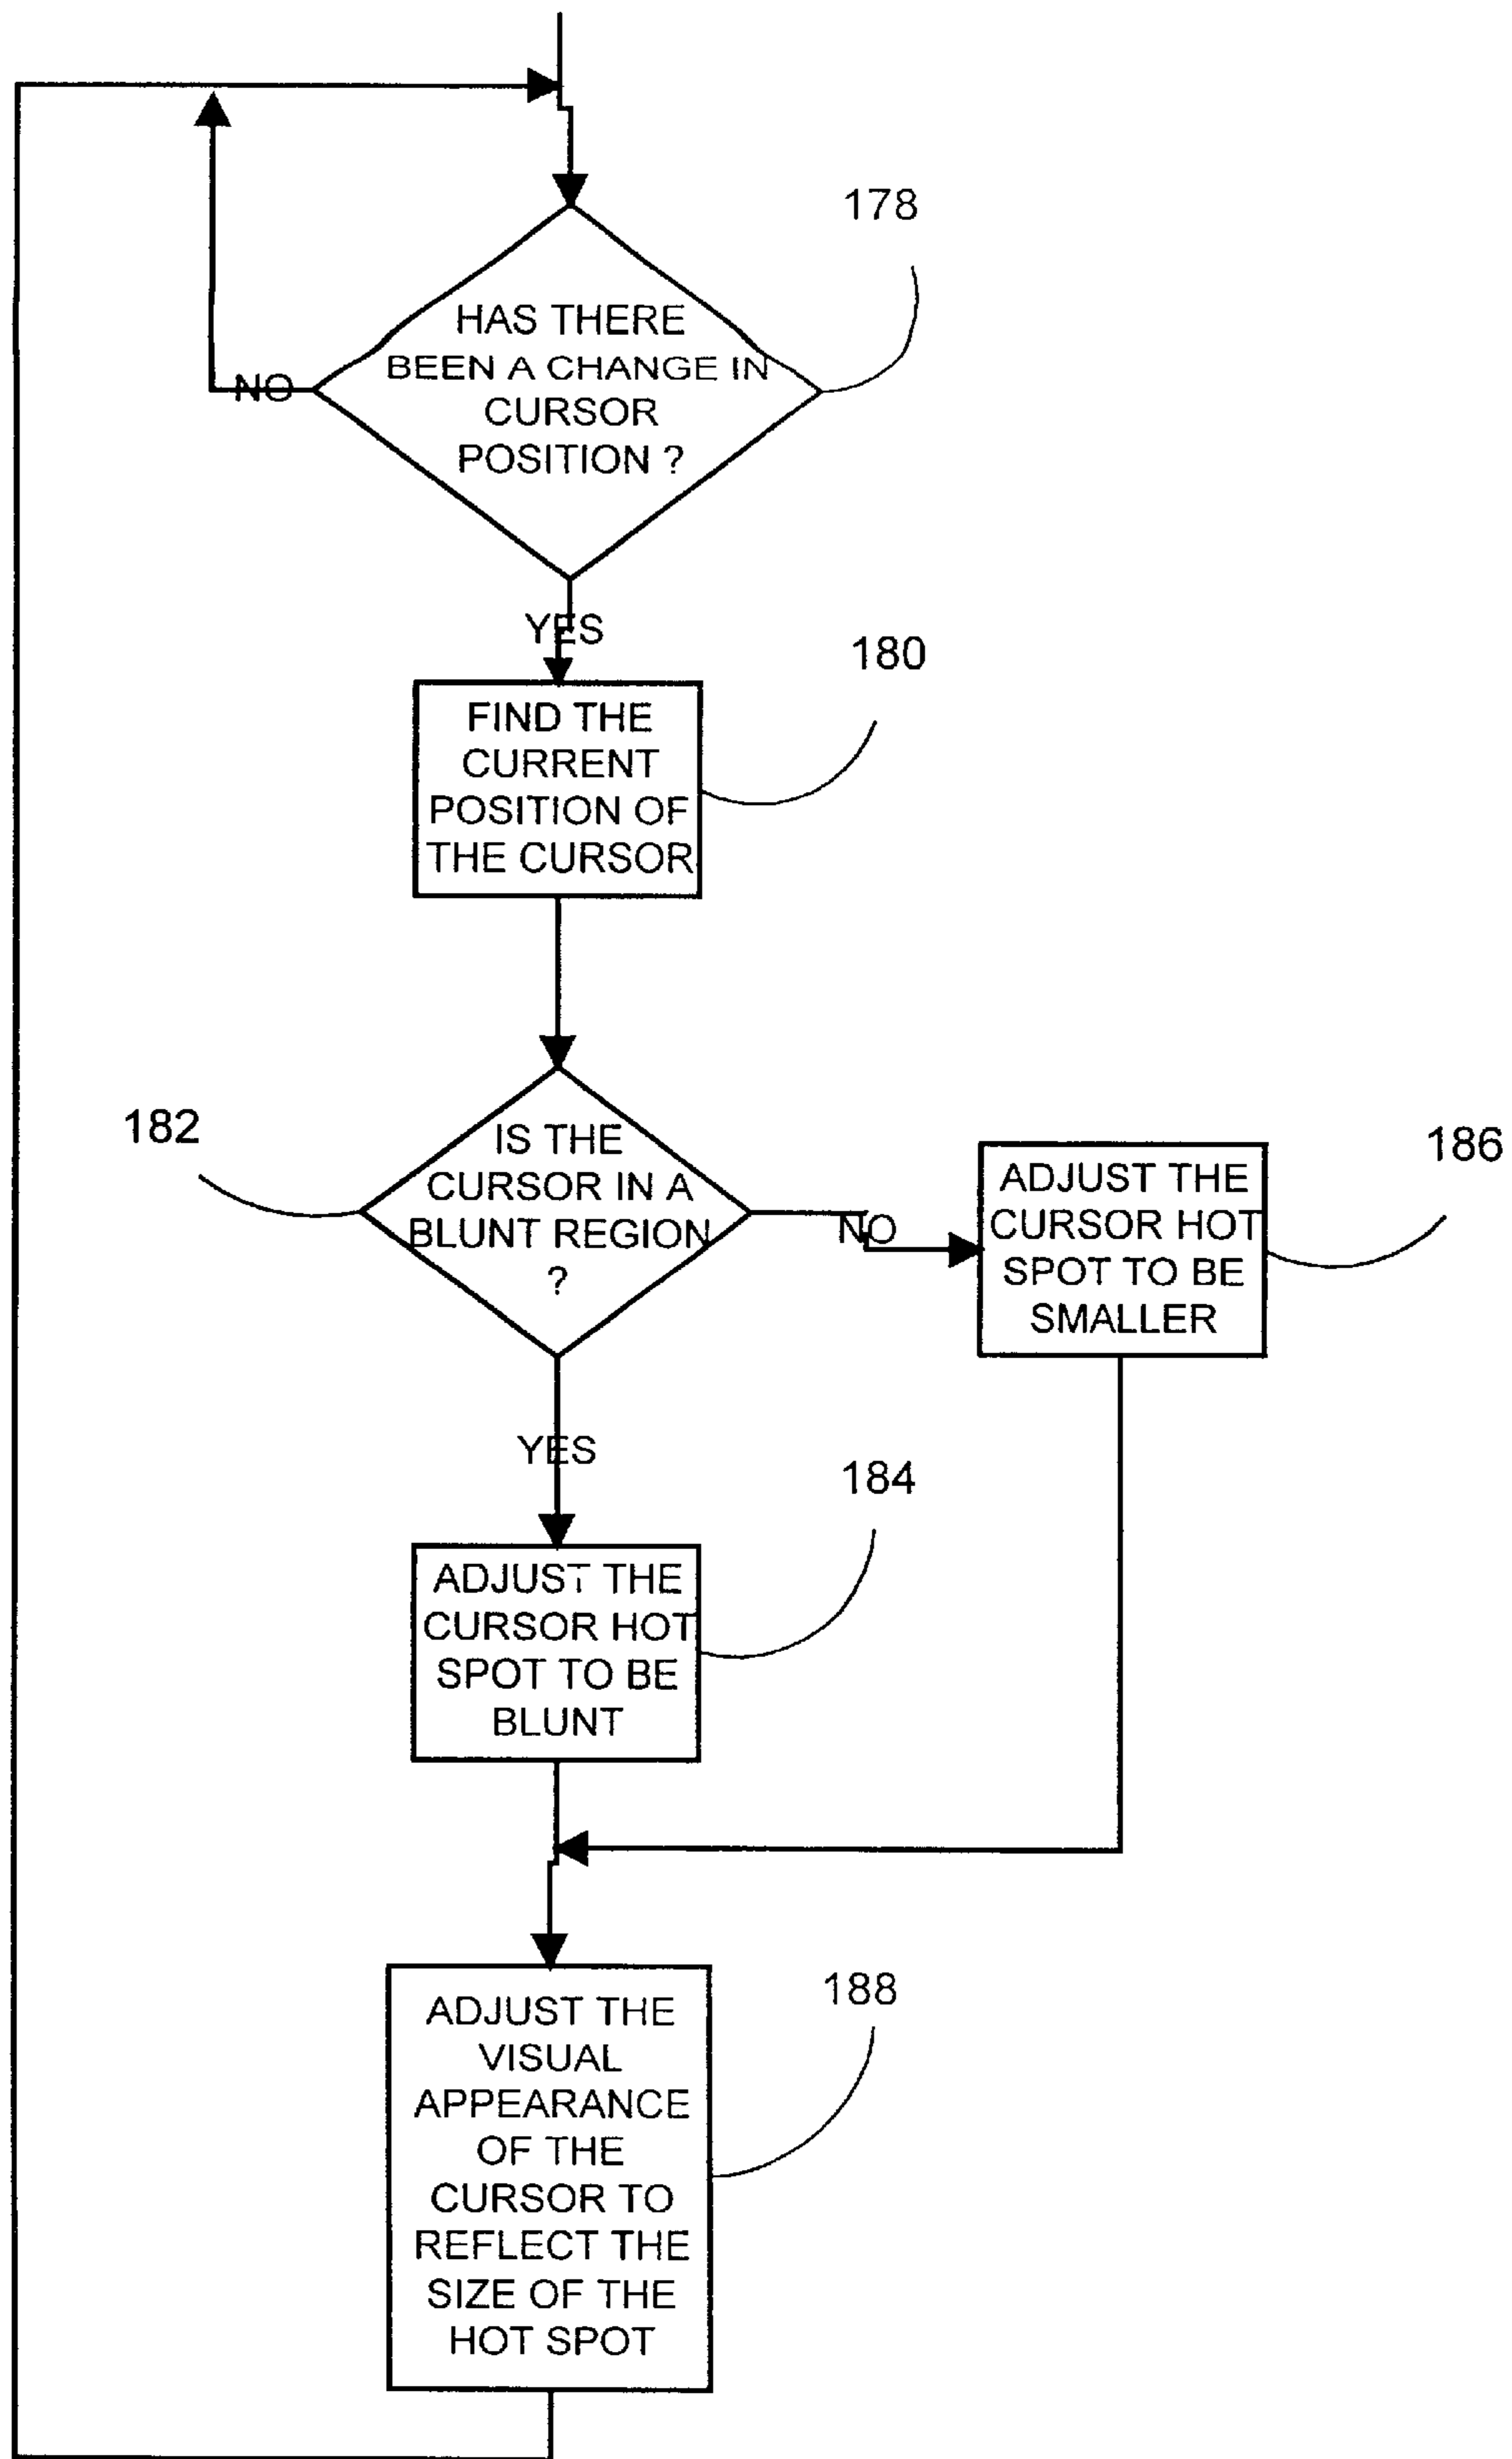 178
HAS THERE
BEEN A CHANGE IN
CURSOR
POSITION ?
NO
YES
180
FIND THE
CURRENT
POSITION OF
THE CURSOR
182
IS THE
CURSOR IN A
BLUNT REGION
?
NO
186
ADJUST THE
CURSOR HOT
SPOT TO BE
SMALLER
YES
184
ADJUST THE
CURSOR HOT
SPOT TO BE
BLUNT
188
ADJUST THE
VISUAL
APPEARANCE
OF THE
CURSOR TO
REFLECT THE
SIZE OF THE
HOT SPOT